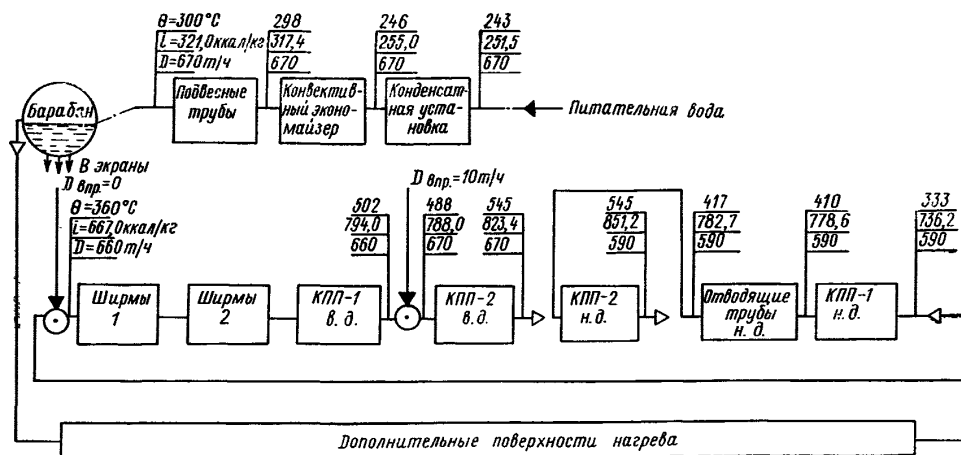 θ=300°С
i=321,0ккал/кг
D=670т/ч
298
317,4
670
246
255,0
670
243
251,5
670
Подвесные
трубы
Конвектив-
ный эконо-
майзер
Конденсат-
ная уста-
новка
Питательная вода
Барабан
В экраны
D впр.=0
θ=360°С
i=667,0ккал/кг
D=660т/ч
502
794,0
660
D впр.=10т/ч
488
788,0
670
545
823,4
670
545
851,2
590
417
782,7
590
410
778,6
590
333
736,2
590
Ширмы
1
Ширмы
2
КПП-1
в. д.
КПП-2
в. д.
КПП-2
н. д.
Отводящие
трубы
н. д.
КПП-1
н. д.
Дополнительные поверхности нагрева